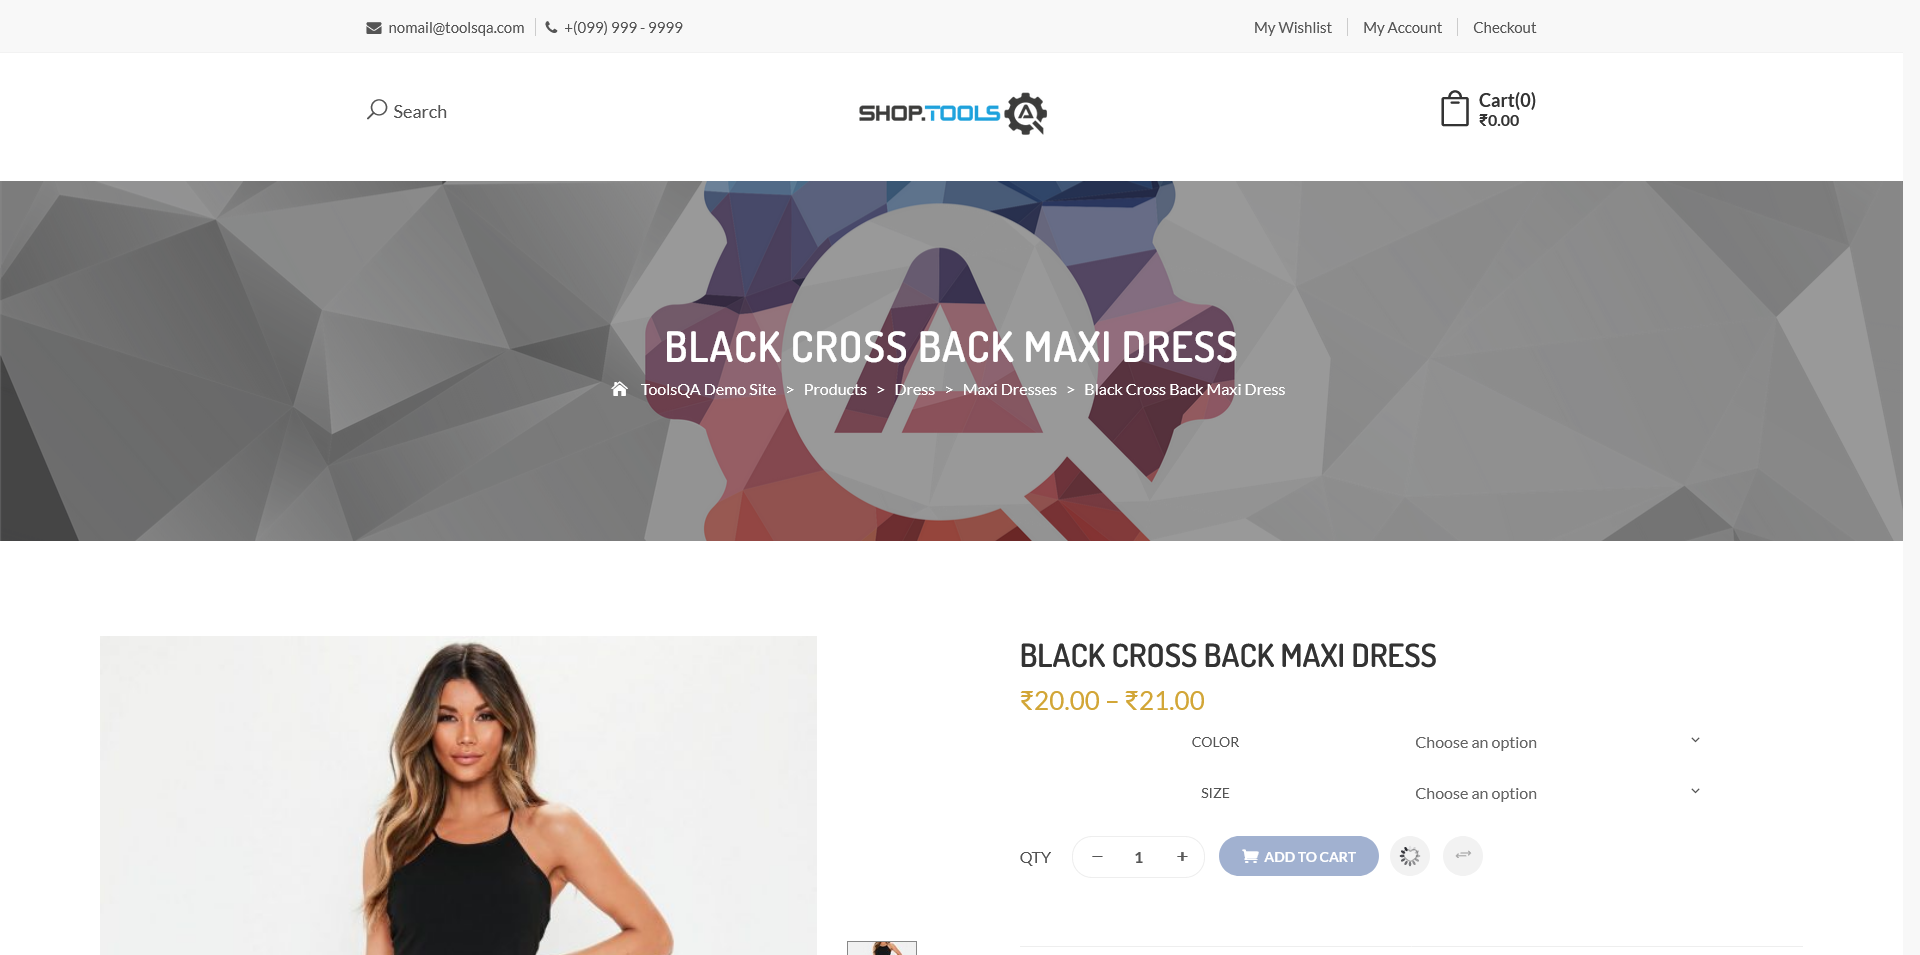 nomail@toolsqa.com
+(099) 999 - 9999
My Wishlist
My Account
Checkout
Search
SHOP.TOOLS
Cart(0)
₹0.00
BLACK CROSS BACK MAXI DRESS
ToolsQA Demo Site > Products > Dress > Maxi Dresses > Black Cross Back Maxi Dress
BLACK CROSS BACK MAXI DRESS
₹20.00 – ₹21.00
COLOR
Choose an option
SIZE
Choose an option
QTY
1
ADD TO CART